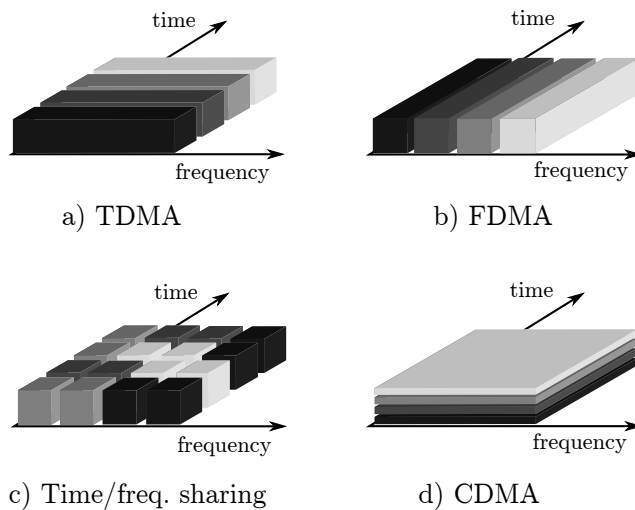 time
time
frequency
frequency
a) TDMA
b) FDMA
time
time
frequency
frequency
c) Time/freq. sharing
d) CDMA